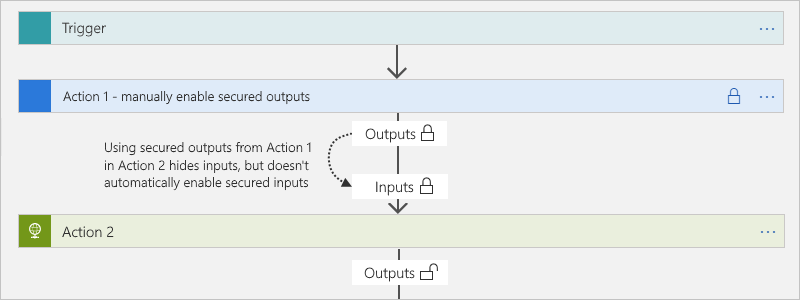 Trigger
...
Action 1 - manually enable secured outputs
...
Outputs
Using secured outputs from Action 1
in Action 2 hides inputs, but doesn't
automatically enable secured inputs
Inputs
Action 2
...
Outputs